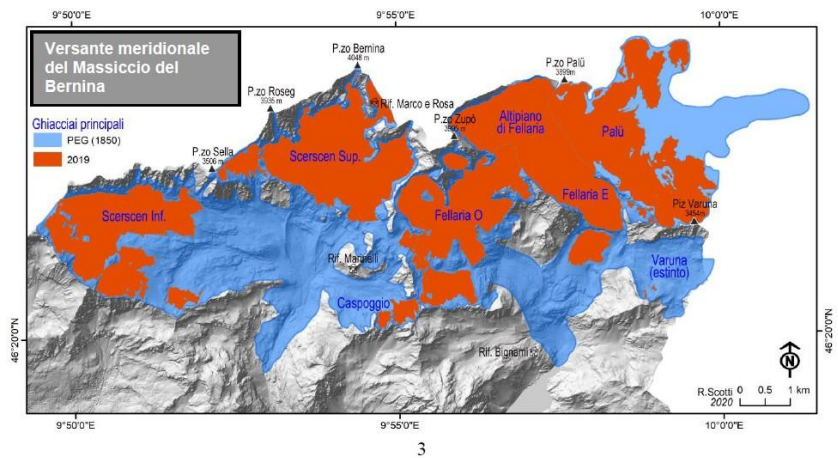 9°50'0"E
9°55'0"E
10°0'0"E
Versante meridionale
del Massiccio del
Bernina
Ghiacciai principali
PEG (1850)
2019
P.zo Bernina
4048 m
P.zo Roseg
3935 m
Rif. Marco e Rosa
P.zo Sella
3506 m
P.zo Zupò
3995 m
P.zo Palù
3899m
Altipiano
di Fellaria
Palù
Scerscen Sup.
Scerscen Inf.
Fellaria O
Fellaria E
Piz Varuna
3454m
Rif. Marinelli
Varuna
(estinto)
Caspoggio
Rif. Bignami
46°20'0"N
46°20'0"N
N
R.Scotti
2020
0 0.5 1 km
9°50'0"E
9°55'0"E
10°0'0"E
3